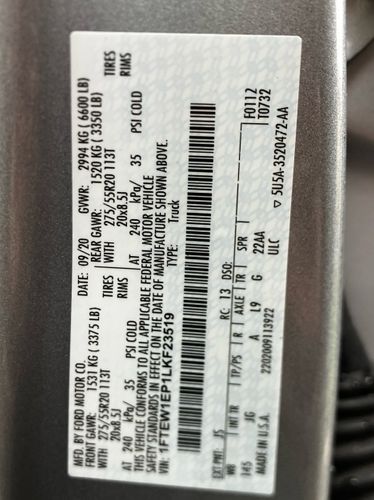 MFD. BY FORD MOTOR CO.
DATE: 09/20 GVWR: 2994 KG ( 6600 LB)
FRONT GAWR: 1531 KG ( 3375 LB) REAR GAWR: 1520 KG ( 3350 LB)
WITH 275/55R20 113T TIRES WITH 275/55R20 113T TIRES
20x8.5J RIMS 20x8.5J RIMS
AT 240 kPa/ 35 PSI COLD AT 240 kPa/ 35 PSI COLD
THIS VEHICLE CONFORMS TO ALL APPLICABLE FEDERAL MOTOR VEHICLE
SAFETY STANDARDS IN EFFECT ON THE DATE OF MANUFACTURE SHOWN ABOVE.
VIN: 1FTEW1EP1LKF23519 TYPE: Truck
F0112
T0732
EXT PNT: J5 RC: 13 DSO:
WB INT TR TP/PS R AXLE TR SPR
145 JG A L9 G 22AA
ULC
▽ 5U5A-3520472-AA
MADE IN U.S.A. 2202009113922